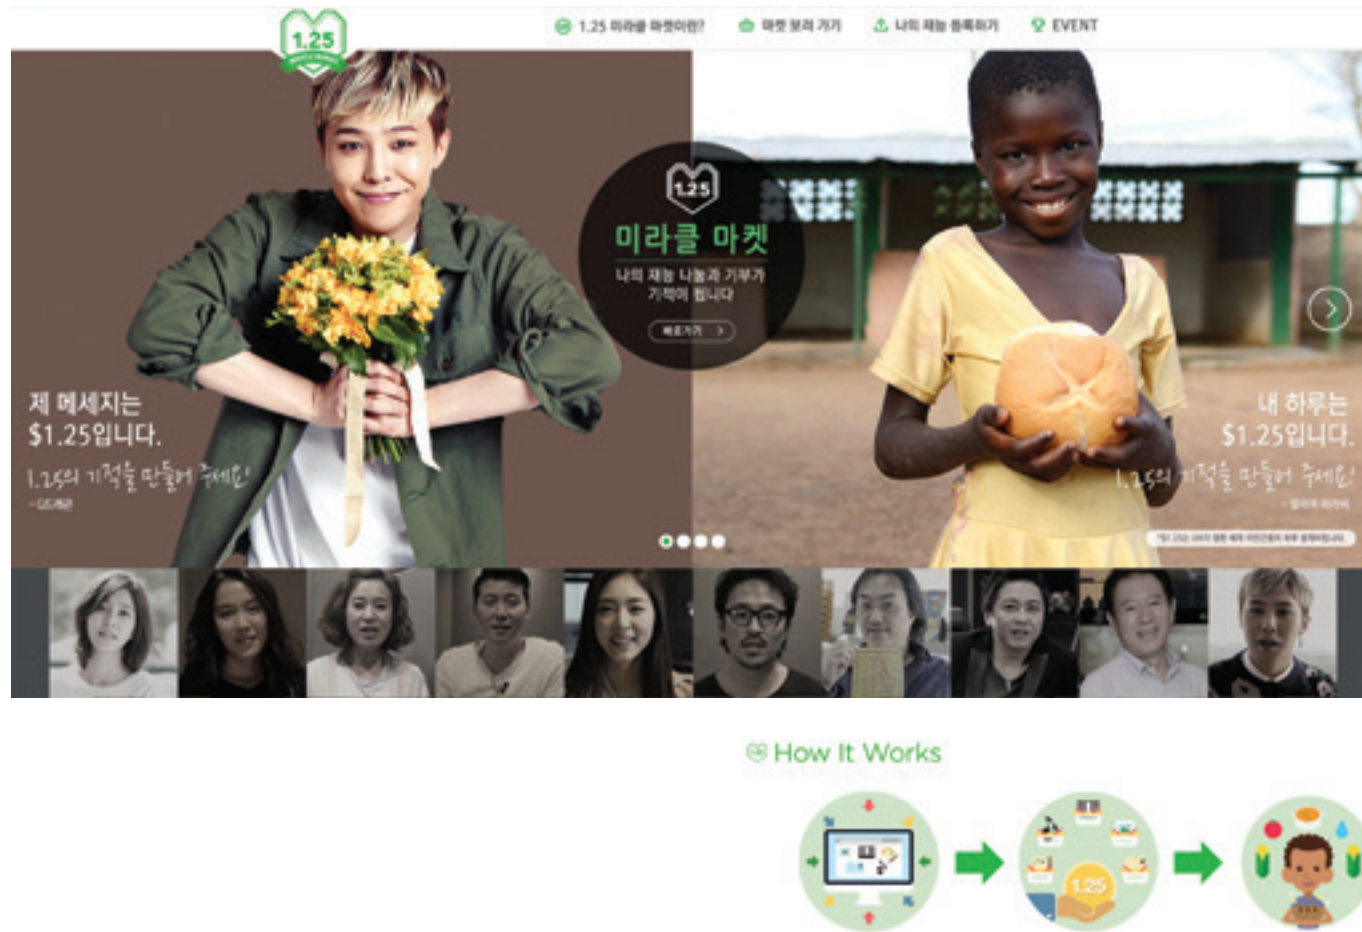 1.25
1.25 미라클 마켓이란?
마켓 보러 가기
나의 재능 등록하기
EVENT
1.25
미라클 마켓
나의 재능 나눔과 기부가
기적이 됩니다
바로가기
제 메세지는
$1.25입니다.
1.25의 기적을 만들어 주세요!
- G드래곤
내 하루는
$1.25입니다.
1.25의 기적을 만들어 주세요!
How It Works
1.25